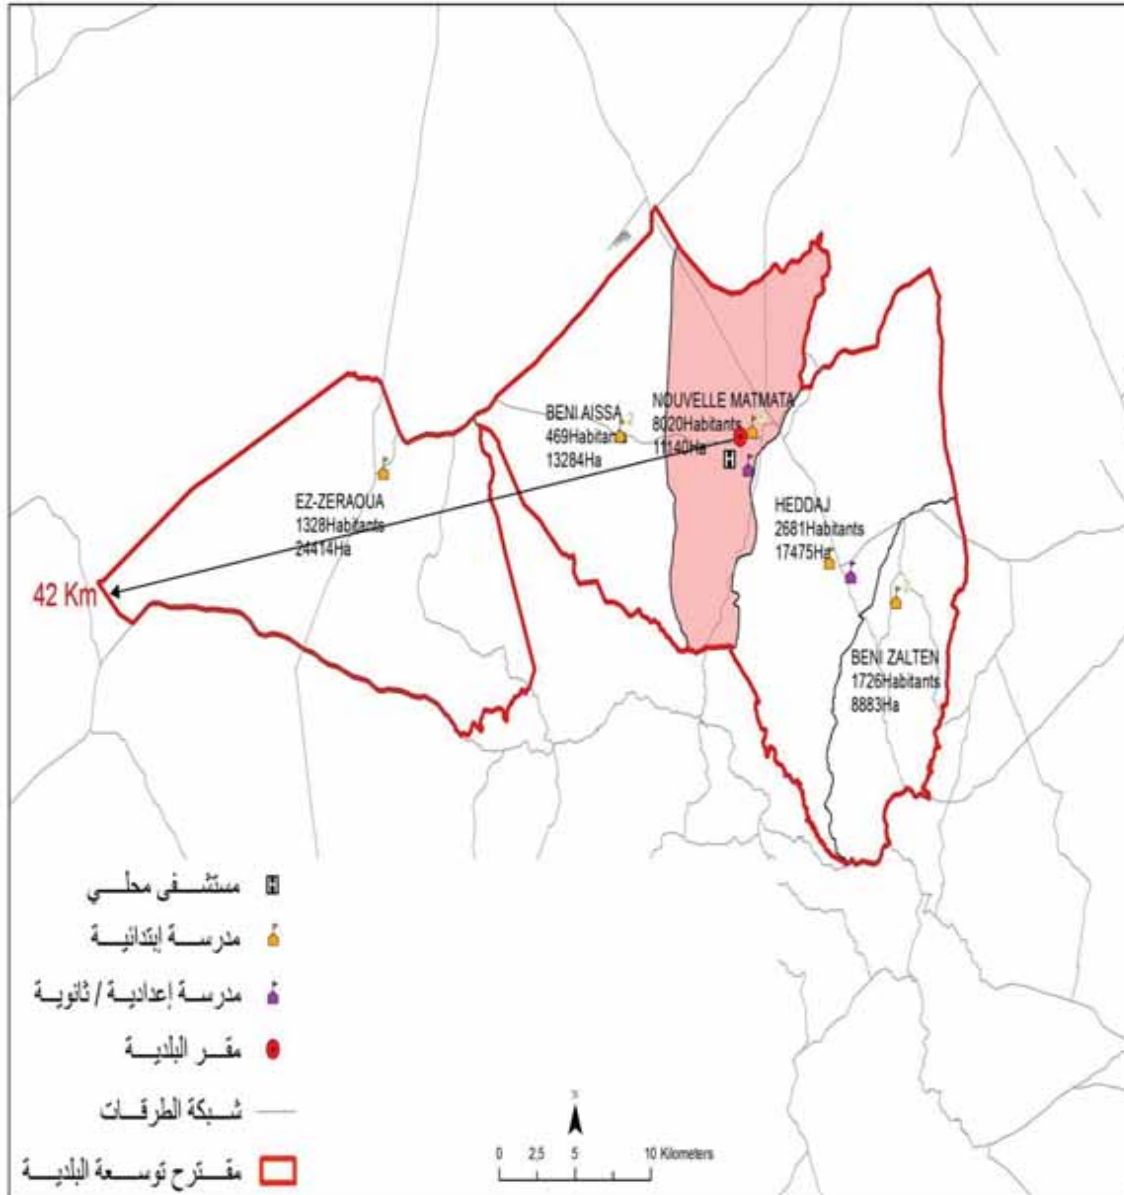 NOUVELLE MATMATA
8020Habitants
11140Ha
BENI AISSA
469Habitants
13284Ha
EZ-ZERAOUA
1328Habitants
24414Ha
HEDDAJ
2681Habitants
17475Ha
42 Km
BENI ZALTEN
1726Habitants
8883Ha
مستشفى محلي
مدرسة إبتدائية
مدرسة إعدادية / ثانوية
مقر البلدية
شبكة الطرقات
مقترح توسعة البلدية
0 2,5 5 10 Kilometers